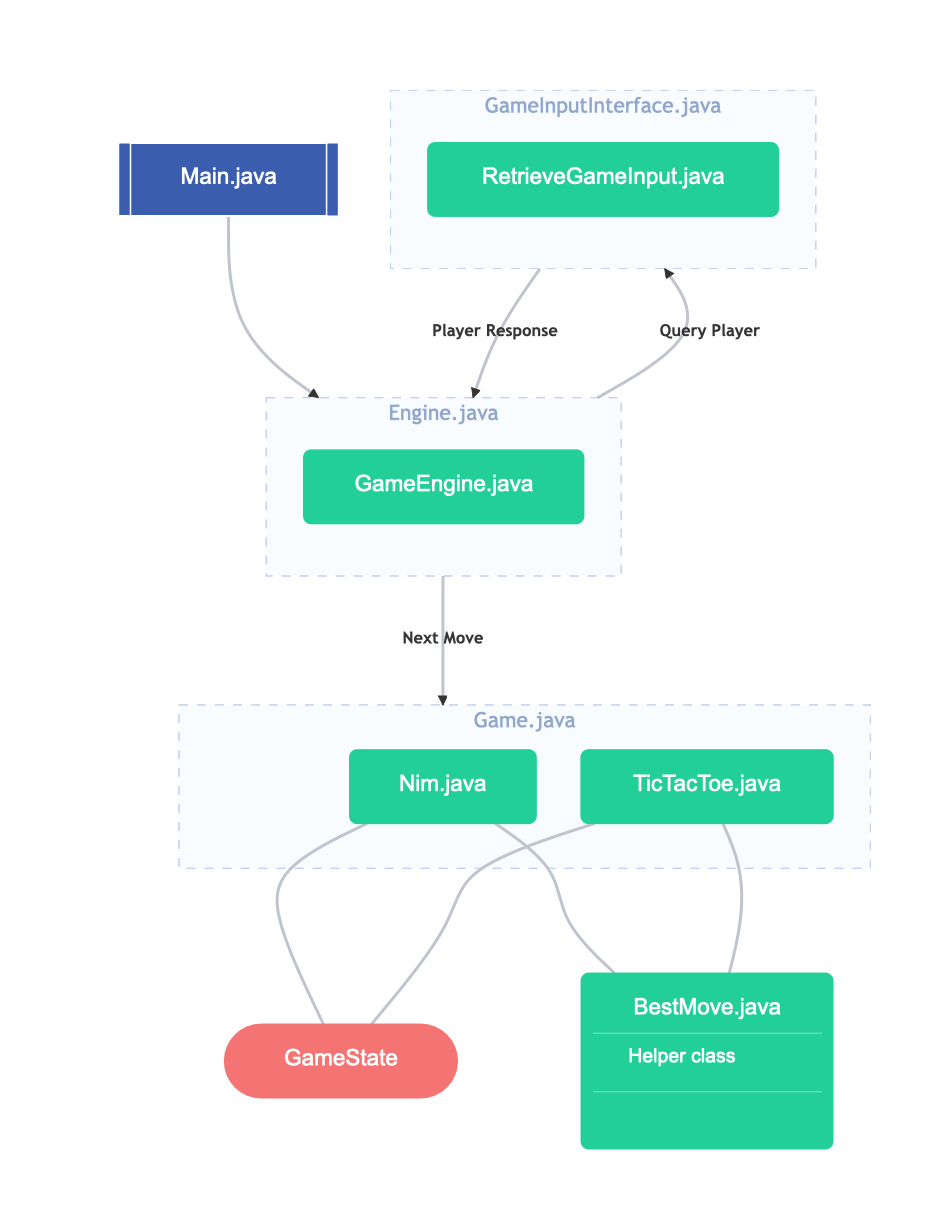 GameInputInterface.java
Main.java
RetrieveGameInput.java
Player Response
Query Player
Engine.java
GameEngine.java
Next Move
Game.java
Nim.java
TicTacToe.java
BestMove.java
Helper class
GameState